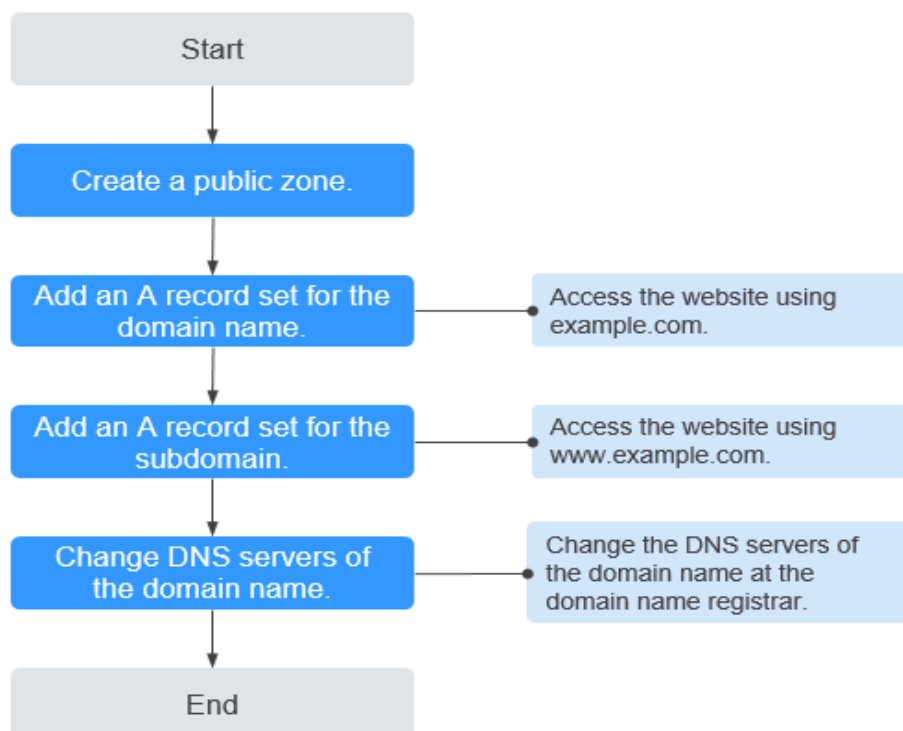 Start
Create a public zone.
Add an A record set for the
domain name.
Access the website using
example.com.
Add an A record set for the
subdomain.
Access the website using
www.example.com.
Change DNS servers of
the domain name.
Change the DNS servers of
the domain name at the
domain name registrar.
End